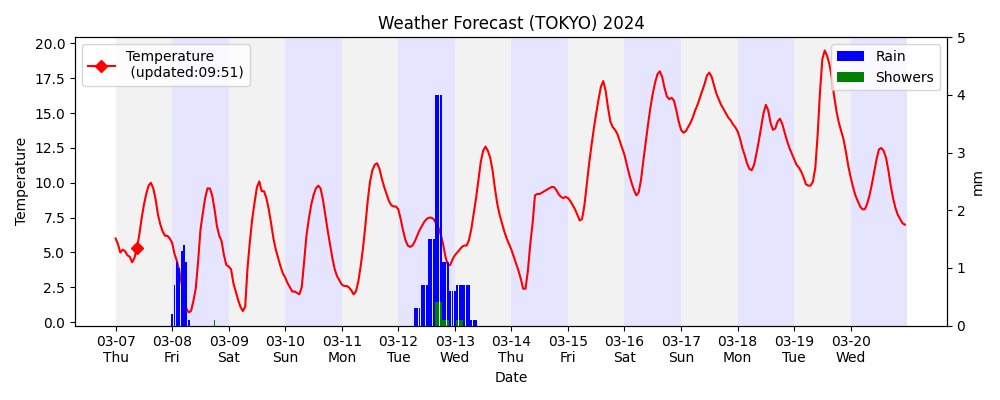 Weather Forecast (TOKYO) 2024
Temperature
(updated:09:51)
Rain
Showers
Temperature
20.0
17.5
15.0
12.5
10.0
7.5
5.0
2.5
0.0
5
4
3
2
1
0
mm
03-07 03-08 03-09 03-10 03-11 03-12 03-13 03-14 03-15 03-16 03-17 03-18 03-19 03-20
Thu Fri Sat Sun Mon Tue Wed Thu Fri Sat Sun Mon Tue Wed
Date